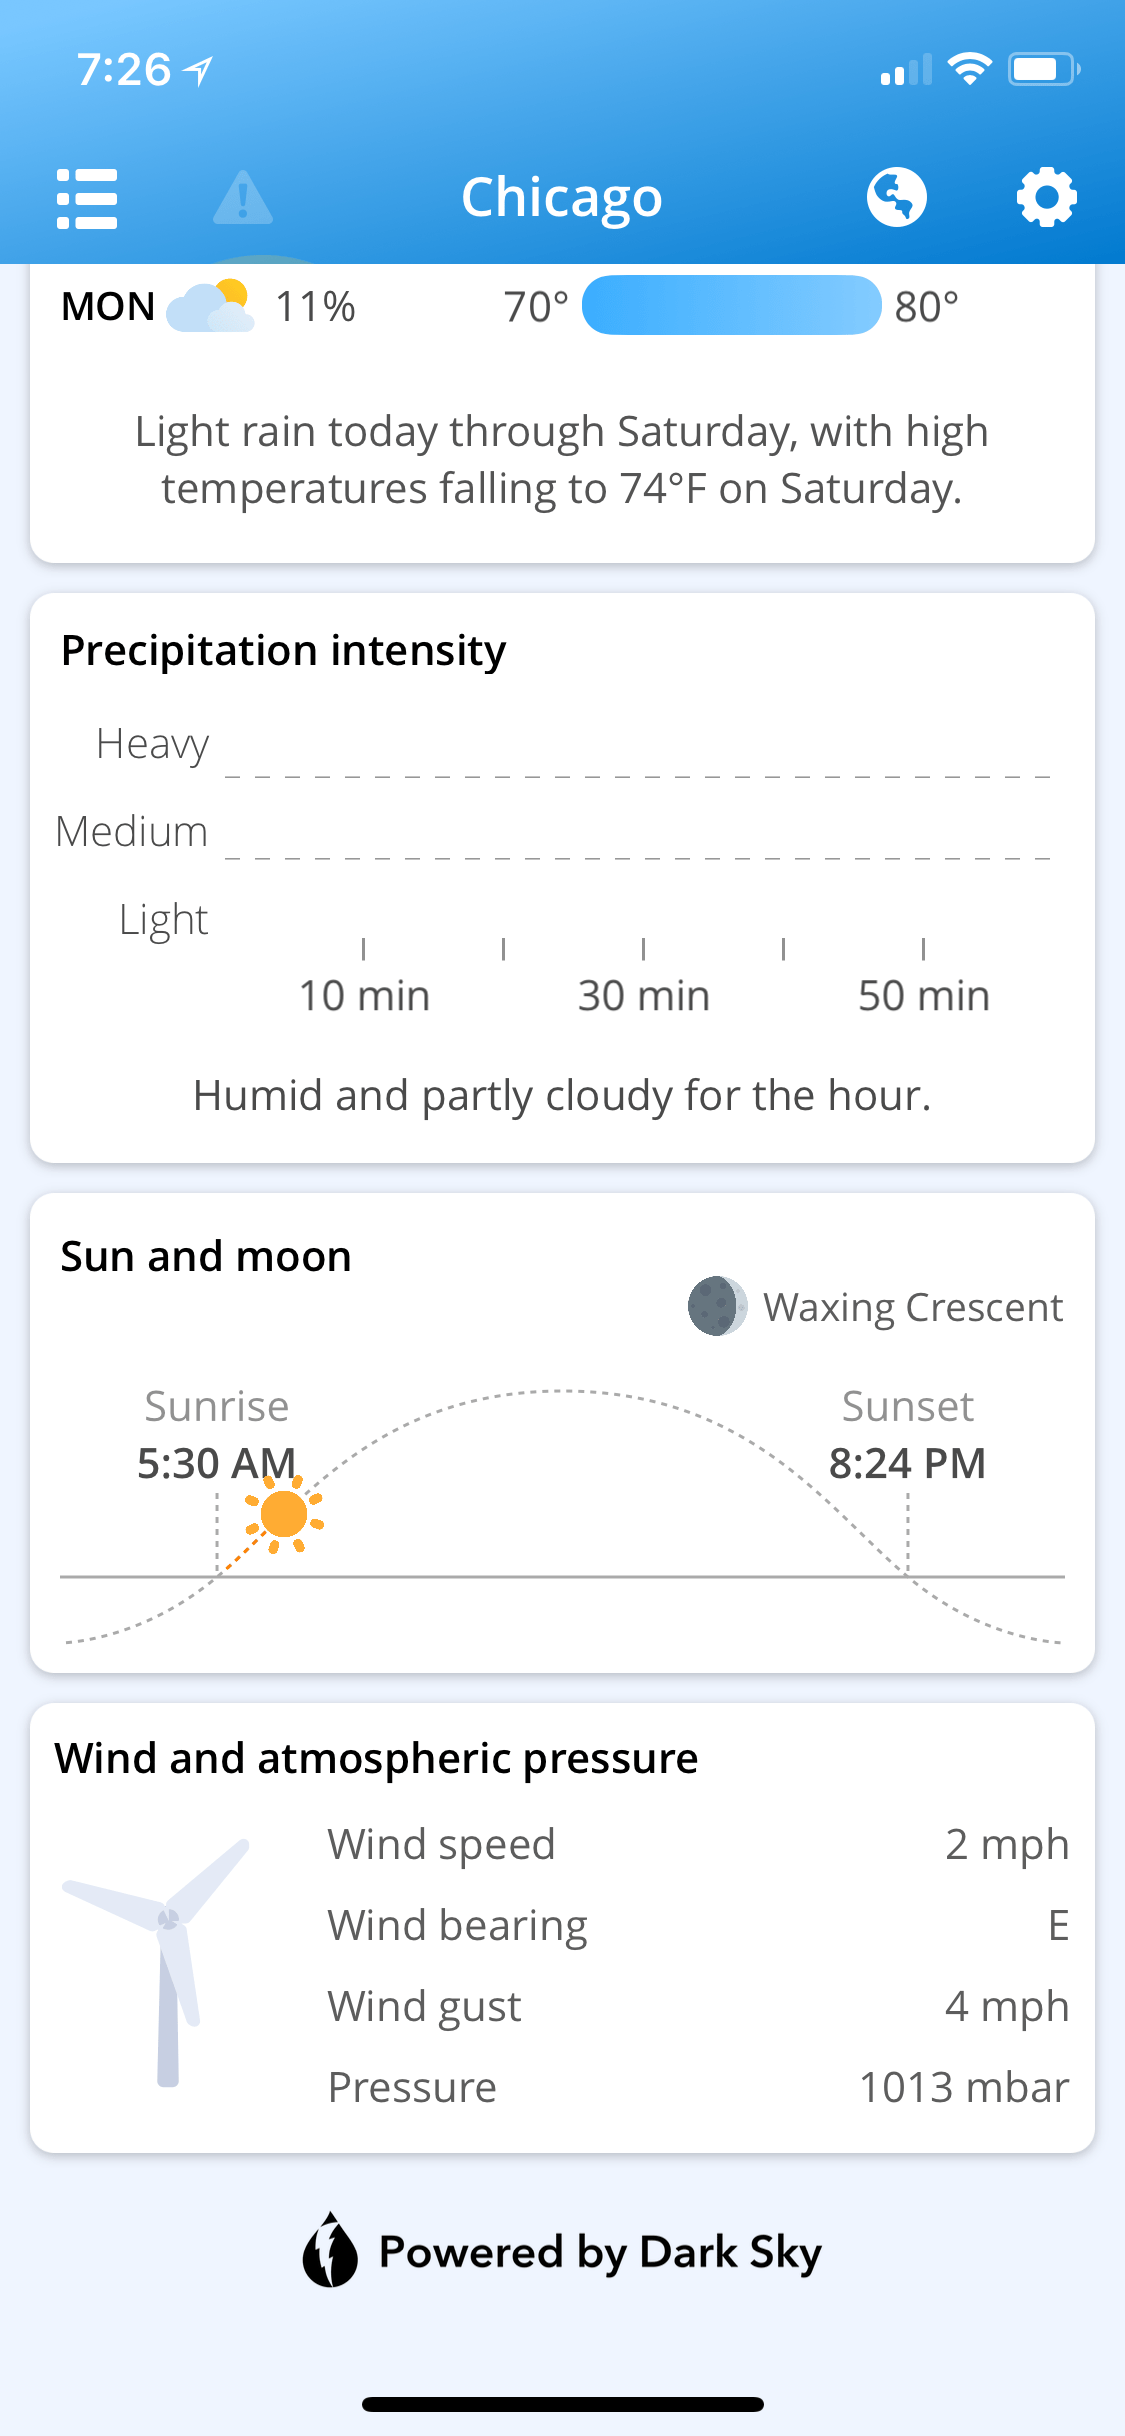 7:26
Chicago
MON 11% 70° 80°
Light rain today through Saturday, with high
temperatures falling to 74°F on Saturday.
Precipitation intensity
Heavy
Medium
Light
10 min 30 min 50 min
Humid and partly cloudy for the hour.
Sun and moon
Waxing Crescent
Sunrise Sunset
5:30 AM 8:24 PM
Wind and atmospheric pressure
Wind speed 2 mph
Wind bearing E
Wind gust 4 mph
Pressure 1013 mbar
Powered by Dark Sky